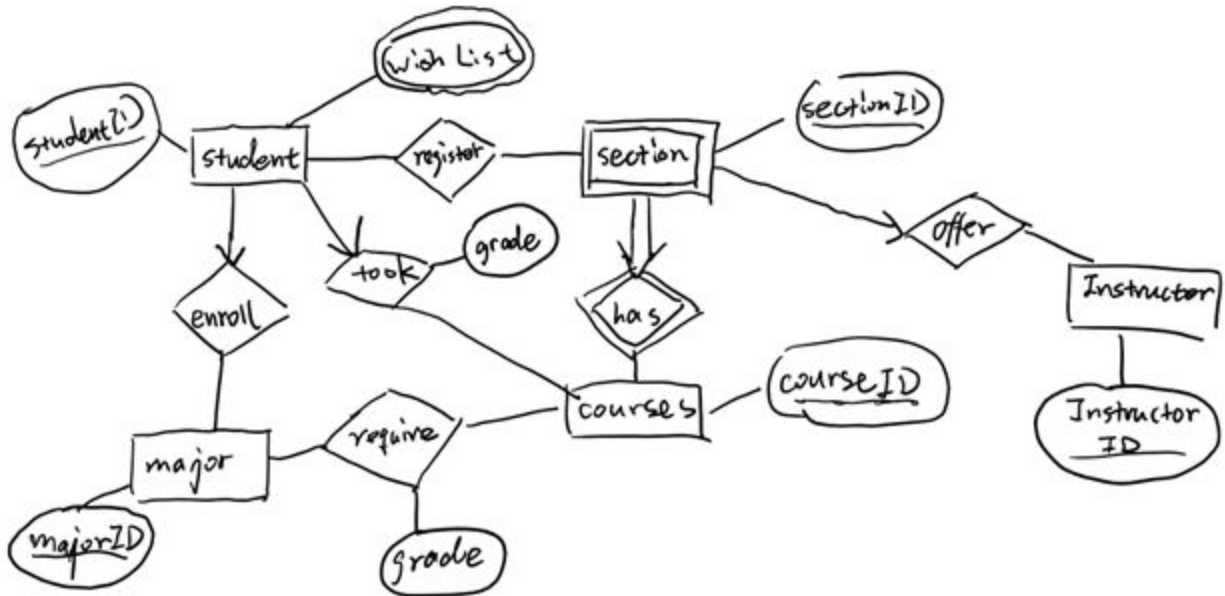 wish List
studentID
sectionID
student
register
section
grade
offer
took
Instructor
enroll
has
courseID
courses
Instructor
ID
require
major
majorID
grade